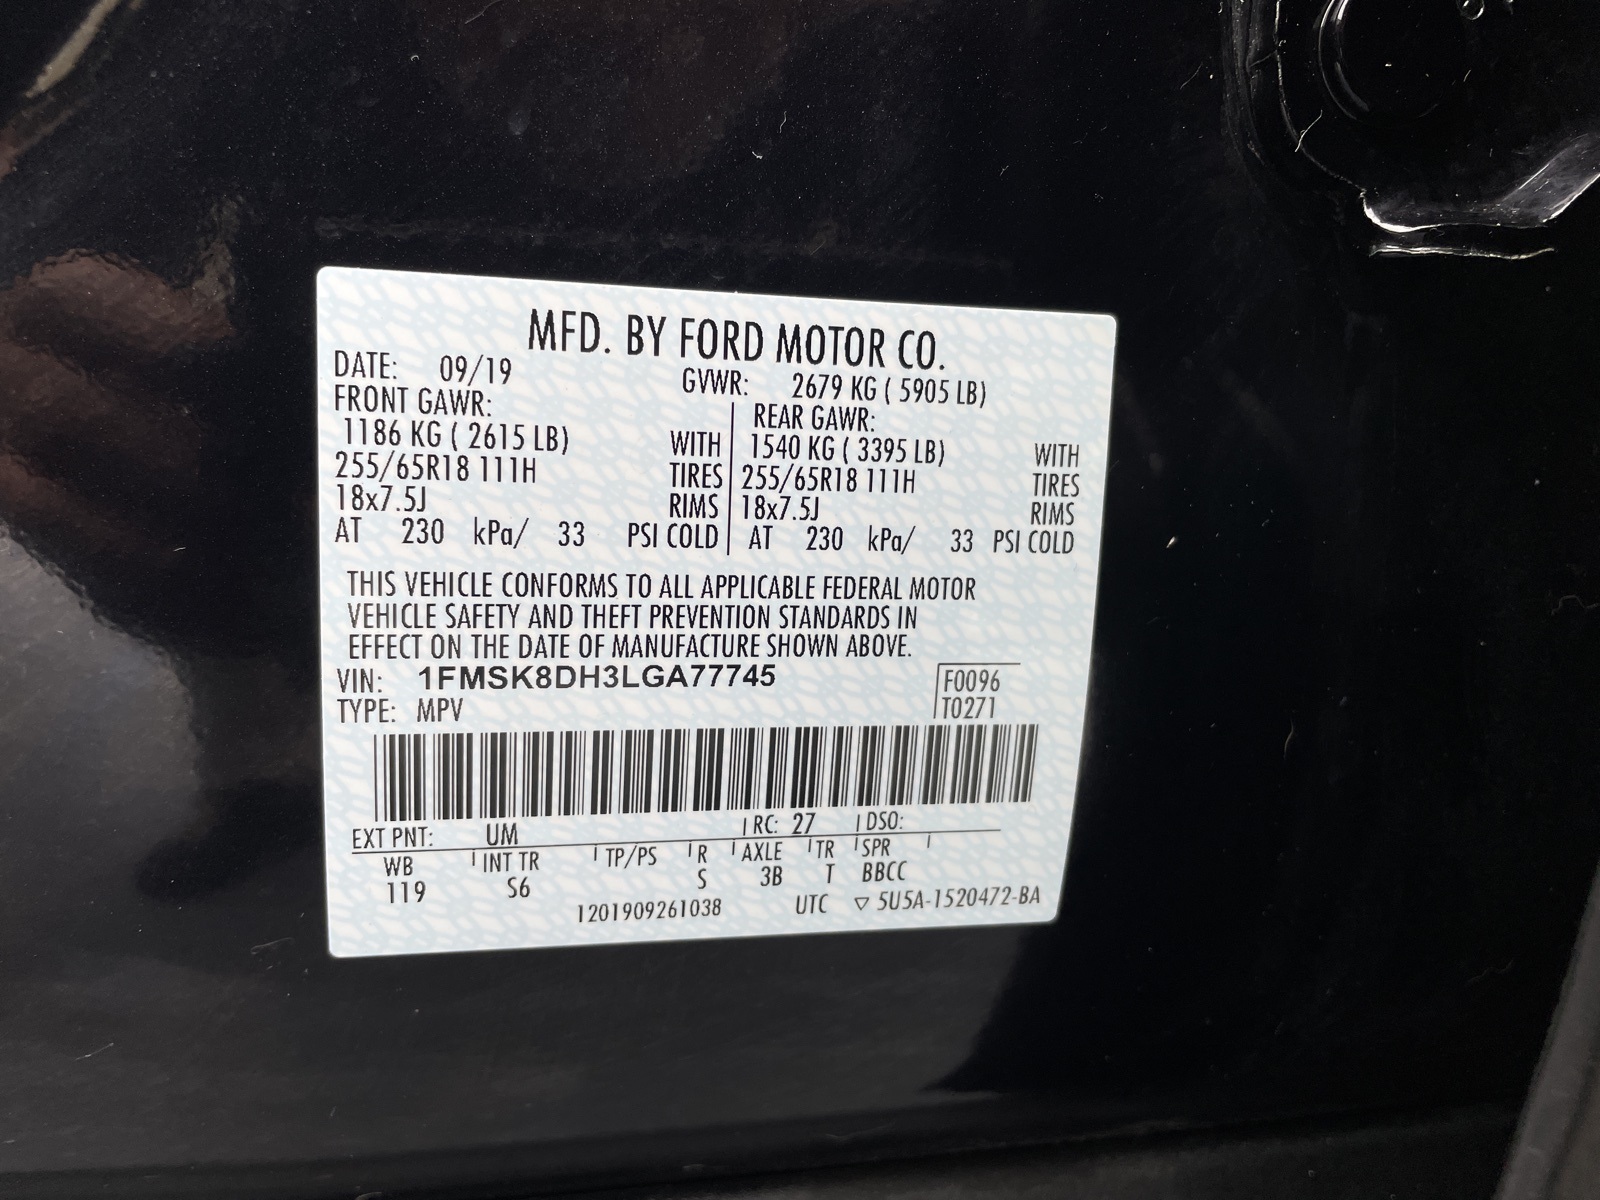 MFD. BY FORD MOTOR CO.
DATE: 09/19 GVWR: 2679 KG ( 5905 LB)
FRONT GAWR: REAR GAWR:
1186 KG ( 2615 LB) WITH 1540 KG ( 3395 LB) WITH
255/65R18 111H TIRES 255/65R18 111H TIRES
18x7.5J RIMS 18x7.5J RIMS
AT 230 kPa/ 33 PSI COLD AT 230 kPa/ 33 PSI COLD
THIS VEHICLE CONFORMS TO ALL APPLICABLE FEDERAL MOTOR
VEHICLE SAFETY AND THEFT PREVENTION STANDARDS IN
EFFECT ON THE DATE OF MANUFACTURE SHOWN ABOVE.
VIN: 1FMSK8DH3LGA77745 F0096
TYPE: MPV T0271
EXT PNT: UM RC: 27 DSO:
WB INT TR TP/PS R AXLE TR SPR
119 S6 S 3B T BBCC
1201909261038 UTC ▽ 5U5A-1520472-BA